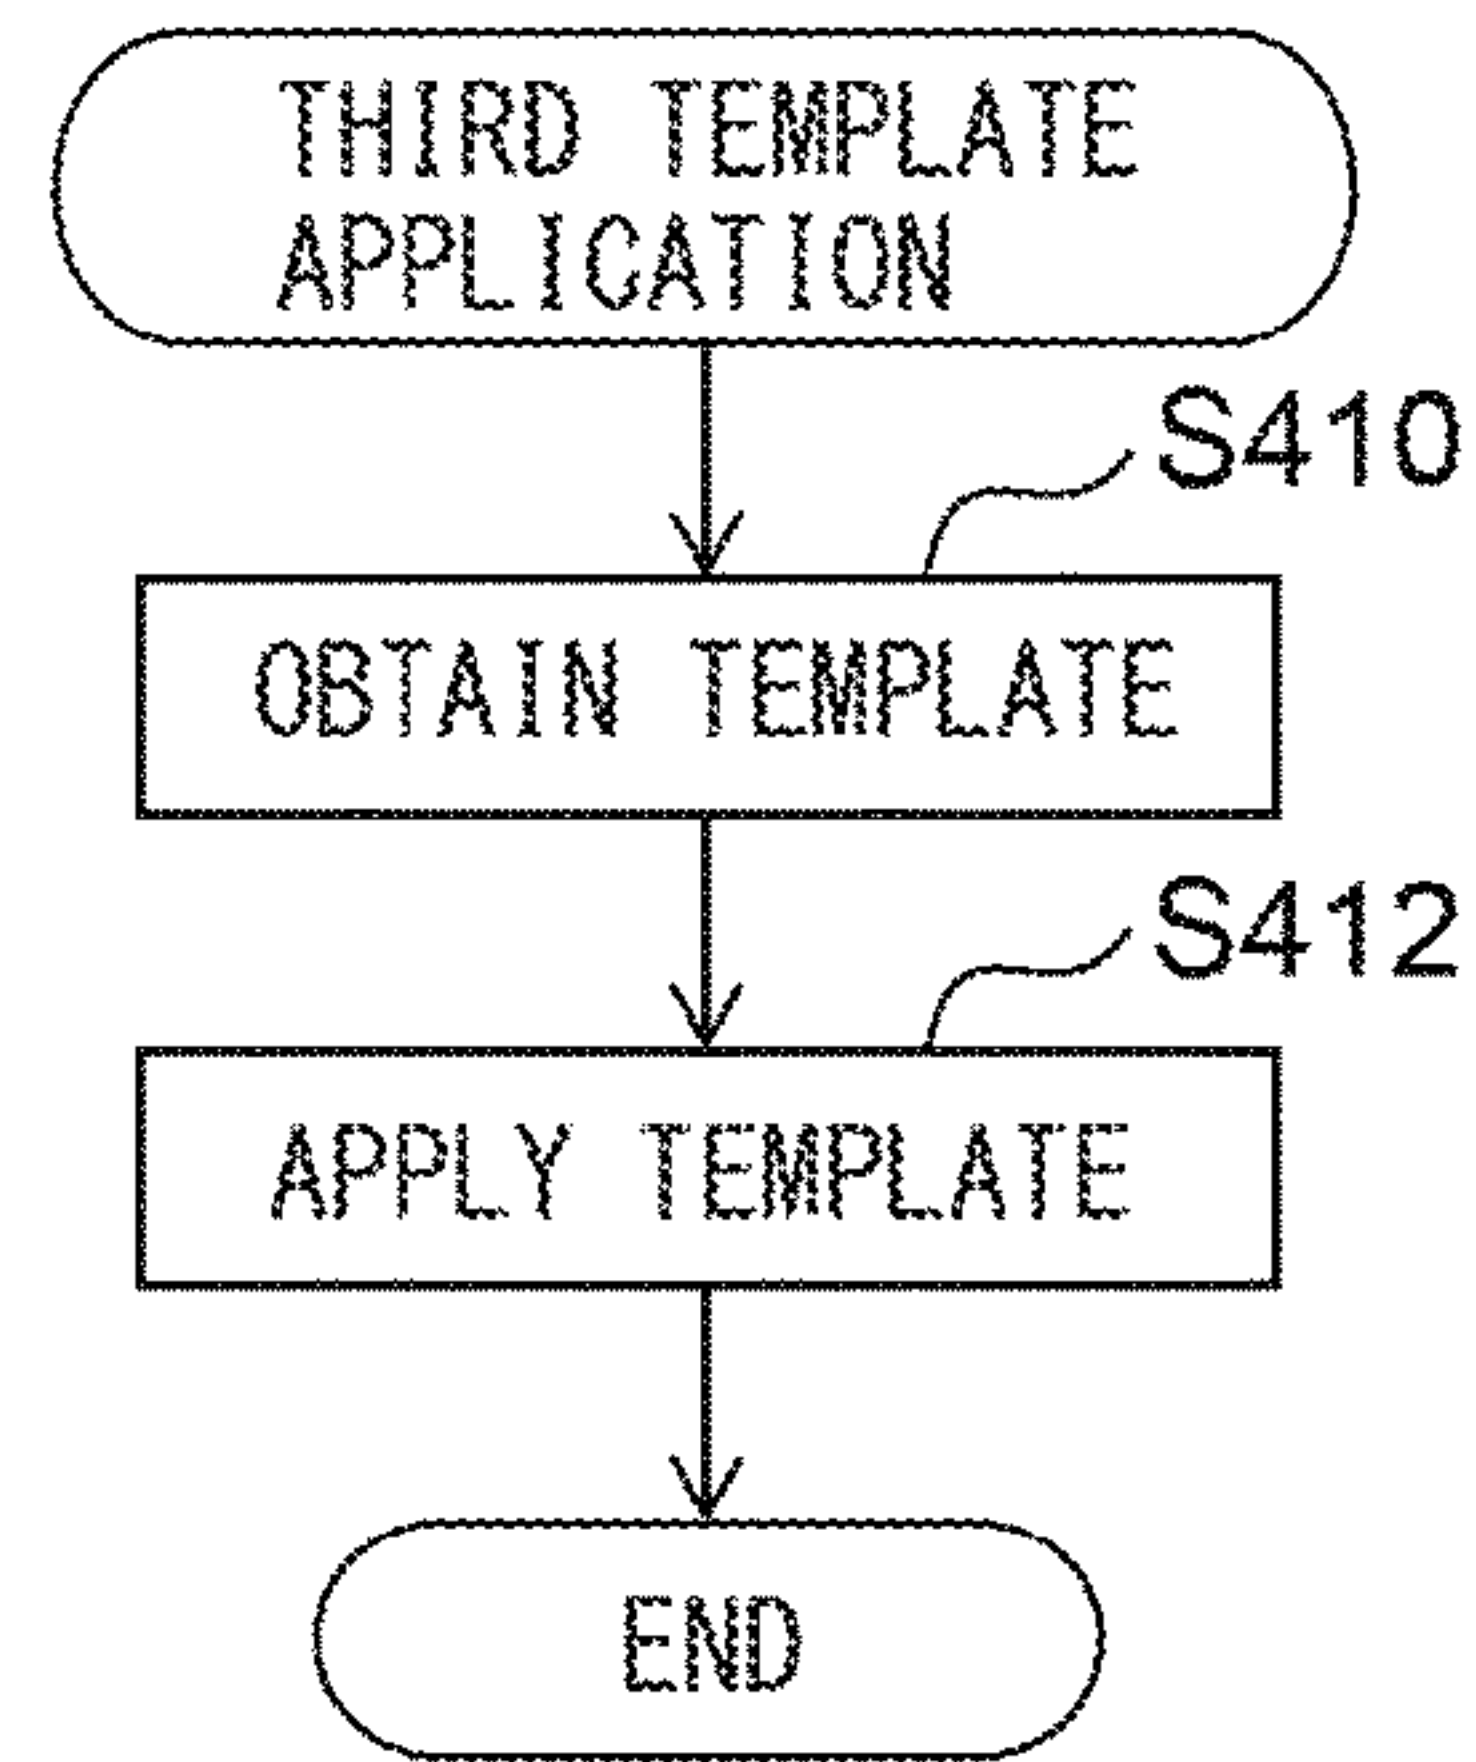 THIRD TEMPLATE
APPLICATION
S410
OBTAIN TEMPLATE
S412
APPLY TEMPLATE
END